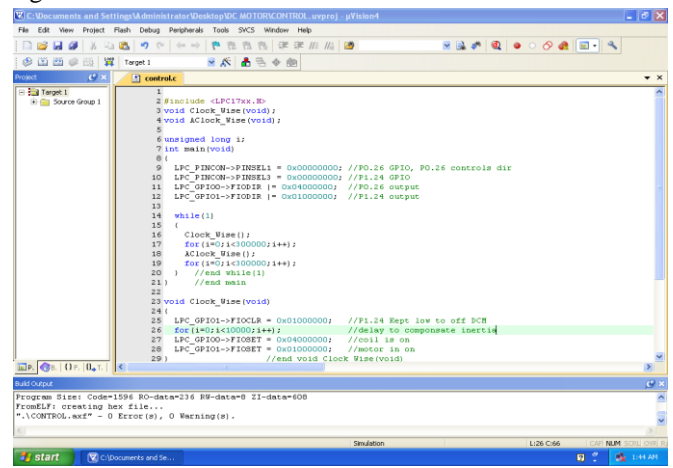 C:\Documents and Settings\Administrator\Desktop\DC MOTOR\CONTROL.uvproj - µVision4
File Edit View Project Flash Debug Peripherals Tools SVCS Window Help
Target 1
Project
control.c
Target 1
Source Group 1
1
2 #include <LPC17xx.H>
3 void Clock_Wise(void);
4 void AClock_Wise(void);
5
6 unsigned long i;
7 int main(void)
8 {
9 LPC_PINCON->PINSEL1 = 0x00000000; //P0.26 GPIO, P0.26 controls dir
10 LPC_PINCON->PINSEL3 = 0x00000000; //P1.24 GPIO
11 LPC_GPIO0->FIODIR |= 0x04000000; //P0.26 output
12 LPC_GPIO1->FIODIR |= 0x01000000; //P1.24 output
13
14 while(1)
15 {
16 Clock_Wise();
17 for(i=0;i<300000;i++);
18 AClock_Wise();
19 for(i=0;i<300000;i++);
20 } //end while(1)
21 } //end main
22
23 void Clock_Wise(void)
24 {
25 LPC_GPIO1->FIOCLR = 0x01000000; //P1.24 Kept low to off DCM
26 for(i=0;i<10000;i++); //delay to componsate inertia
27 LPC_GPIO0->FIOSET = 0x04000000; //coil is on
28 LPC_GPIO1->FIOSET = 0x01000000; //motor in on
29 } //end void Clock Wise(void)
Build Output
Program Size: Code=1596 RO-data=236 RW-data=8 ZI-data=608
FromELF: creating hex file...
".\CONTROL.axf" - 0 Error(s), 0 Warning(s).
Simulation L:26 C:66 CAP NUM SCRL OVR R
start C:\Documents and Se... 1:44 AM